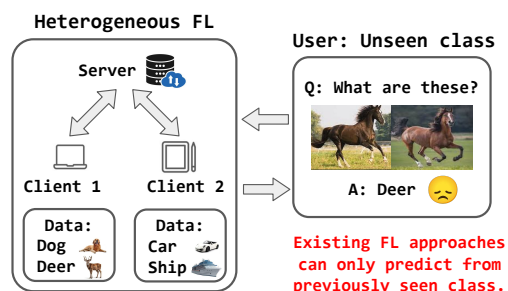 Heterogeneous FL
Server
Client 1
Client 2
Data:
Dog
Deer
Data:
Car
Ship
User: Unseen class
Q: What are these?
A: Deer
Existing FL approaches
can only predict from
previously seen class.